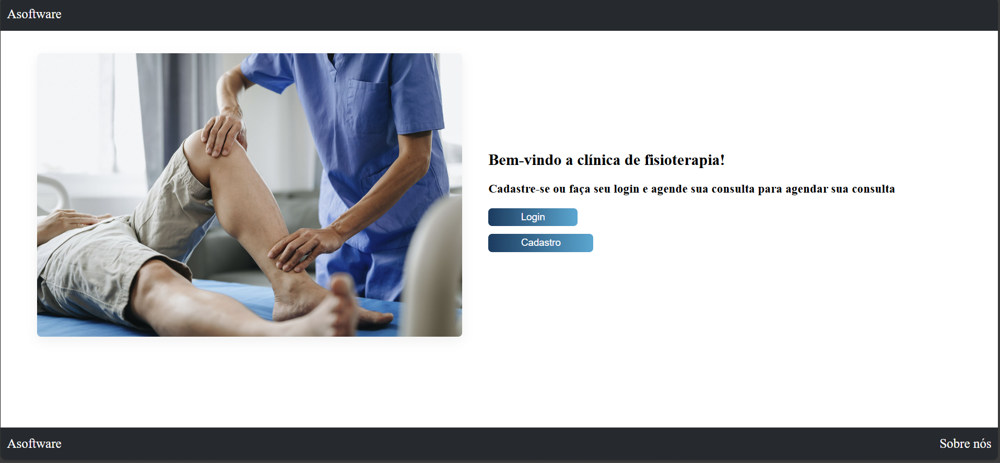 Asoftware
Bem-vindo a clínica de fisioterapia!
Cadastre-se ou faça seu login e agende sua consulta para agendar sua consulta
Login
Cadastro
Asoftware
Sobre nós